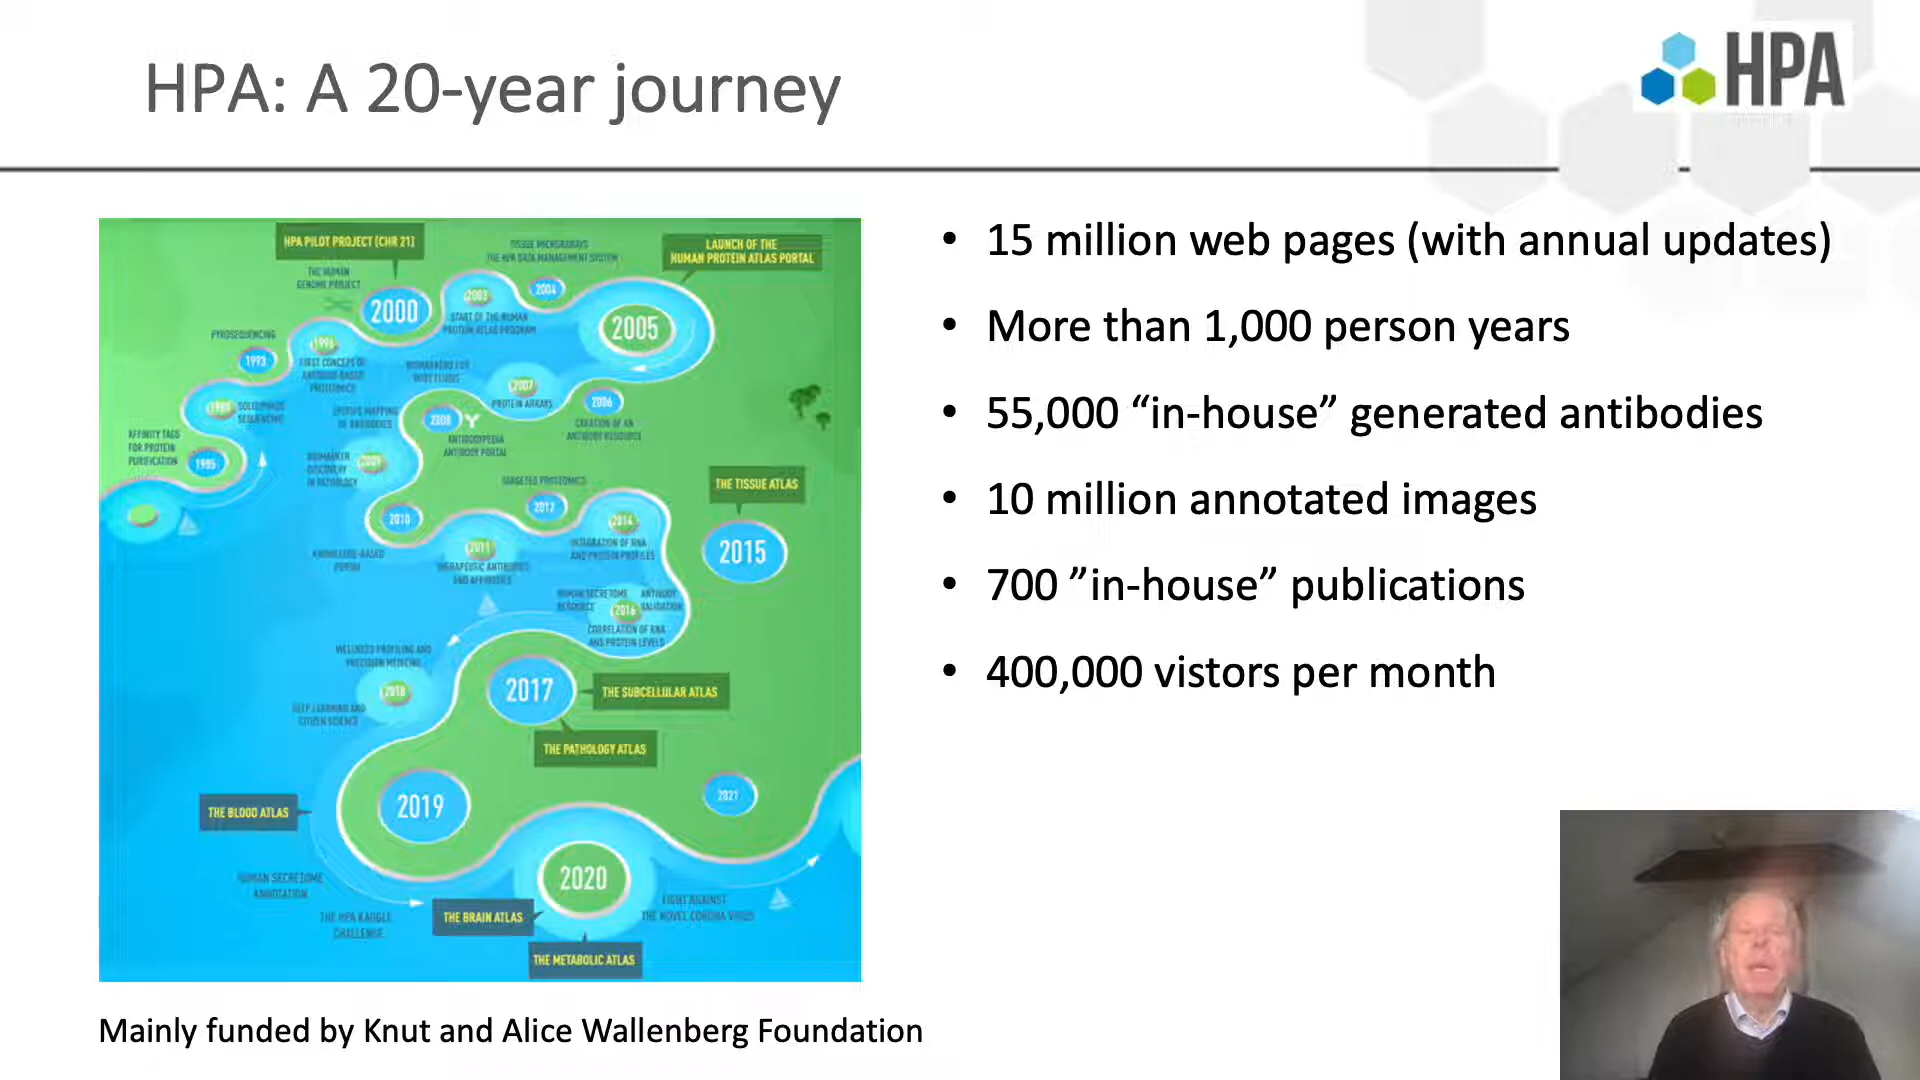 HPA: A 20-year journey
HPA
HPA PILOT PROJECT (CHR 21)
THE HUMAN
GENOME PROJECT
2000
TISSUE MICROARRAYS
THE HPA DATA MANAGEMENT SYSTEM
2003
2004
START OF THE HUMAN
PROTEIN ATLAS PROGRAM
LAUNCH OF THE
HUMAN PROTEIN ATLAS PORTAL
2005
PYROSEQUENCING
1993
FIRST CONCEPT OF
ANTIBODY-BASED
PROTEOMICS
BIOMARKERS FOR
BODY FLUIDS
2007
PROTEIN ARRAYS
2006
CREATION OF AN
ANTIBODY RESOURCE
SOLID PHASE
SEQUENCING
EPITOPE MAPPING
OF ANTIBODIES
2008
ANTIBODYPEDIA
ANTIBODY PORTAL
AFFINITY TAGS
FOR PROTEIN
PURIFICATION
1985
BIOMARKER
DISCOVERY
IN PATHOLOGY
2010
KNOWLEDGE-BASED
PORTAL
TARGETED PROTEOMICS
2011
THERAPEUTIC ANTIBODIES
AND AFFIBODIES
2014
INTEGRATION OF RNA
AND PROTEIN PROFILES
THE TISSUE ATLAS
2015
HUMAN SECRETOME
RESOURCE
ANTIBODY
VALIDATION
2016
CORRELATION OF RNA
AND PROTEIN LEVELS
WELLNESS PROFILING AND
PRECISION MEDICINE
2018
DEEP LEARNING AND
CITIZEN SCIENCE
2017
THE SUBCELLULAR ATLAS
THE PATHOLOGY ATLAS
THE BLOOD ATLAS
2019
2021
HUMAN SECRETOME
ANNOTATION
THE HPA KAGGLE
CHALLENGE
2020
THE BRAIN ATLAS
THE METABOLIC ATLAS
FIGHT AGAINST
THE NOVEL CORONA VIRUS
Mainly funded by Knut and Alice Wallenberg Foundation
• 15 million web pages (with annual updates)
• More than 1,000 person years
• 55,000 “in-house” generated antibodies
• 10 million annotated images
• 700 ”in-house” publications
• 400,000 vistors per month